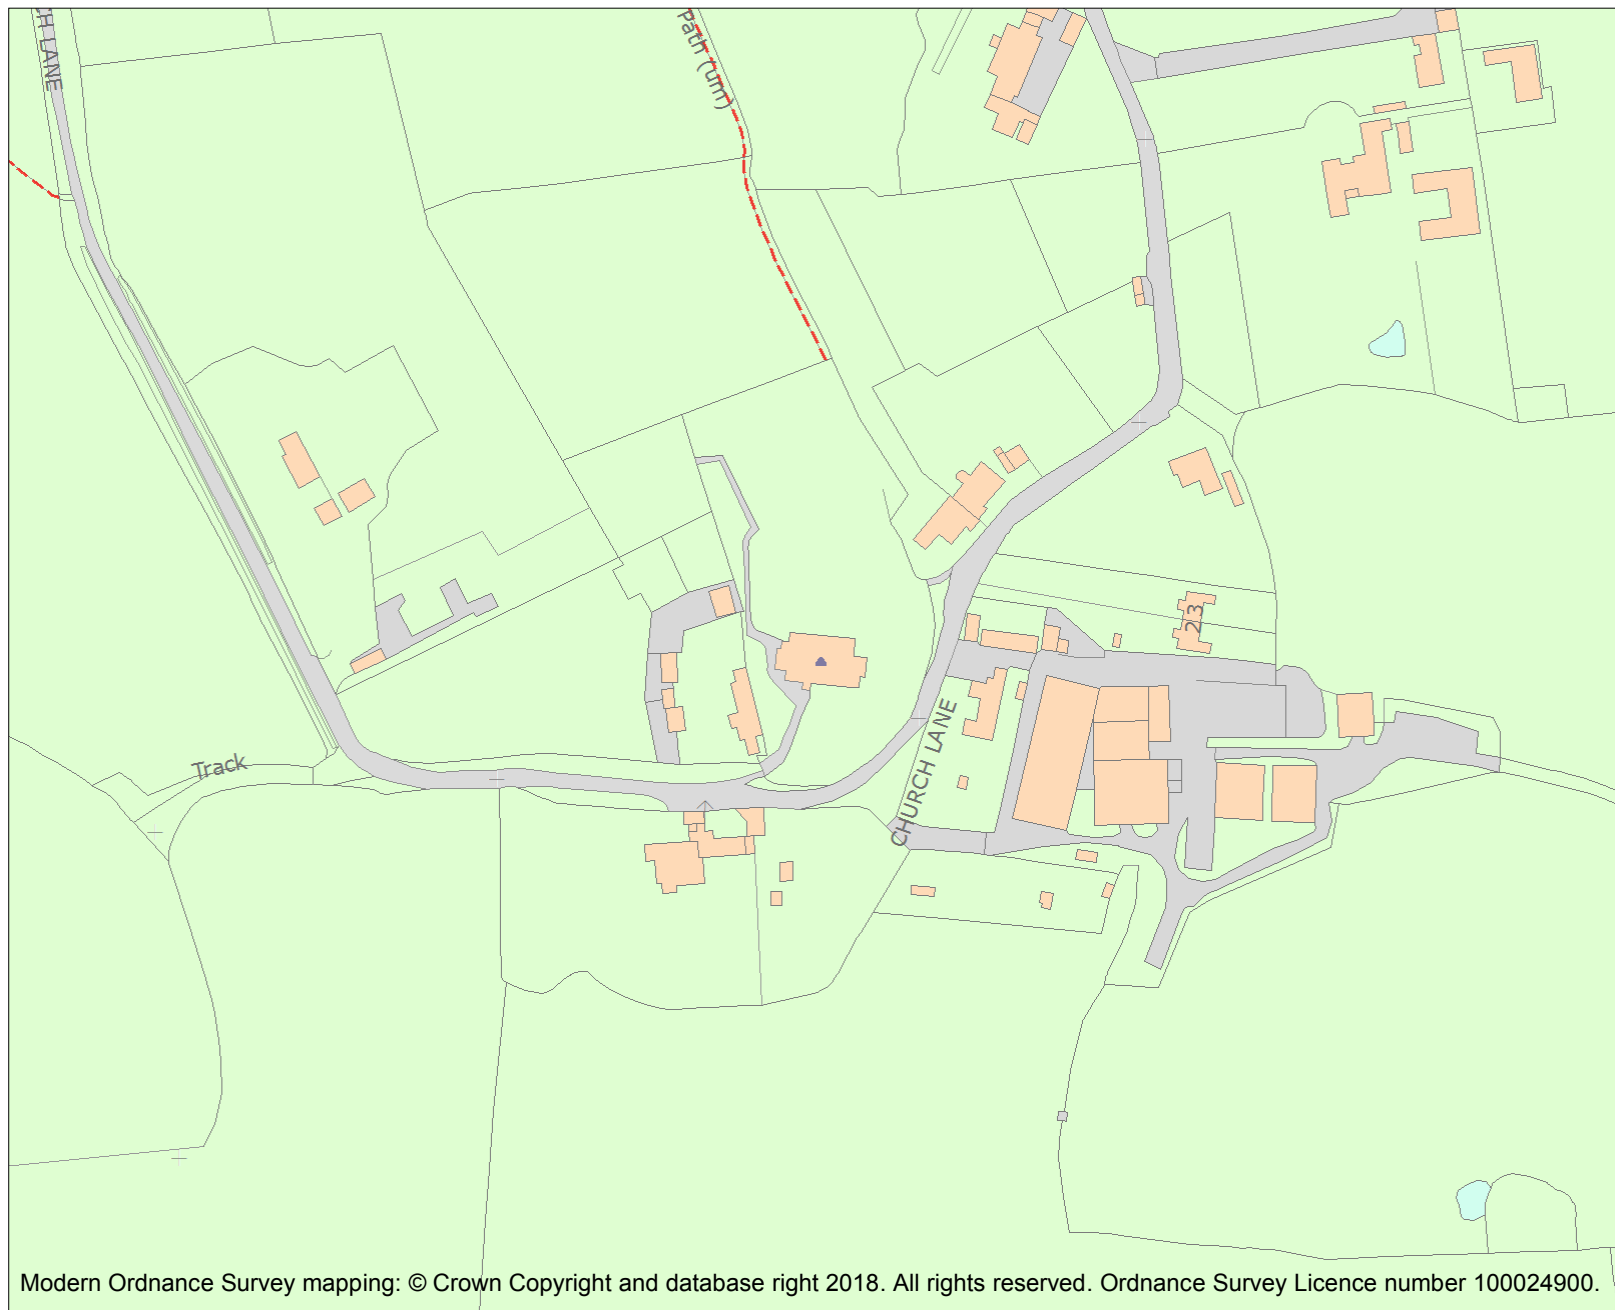 H LANE
Path (um)
23
CHURCH LANE
Track
Modern Ordnance Survey mapping: © Crown Copyright and database right 2018. All rights reserved. Ordnance Survey Licence number 100024900.